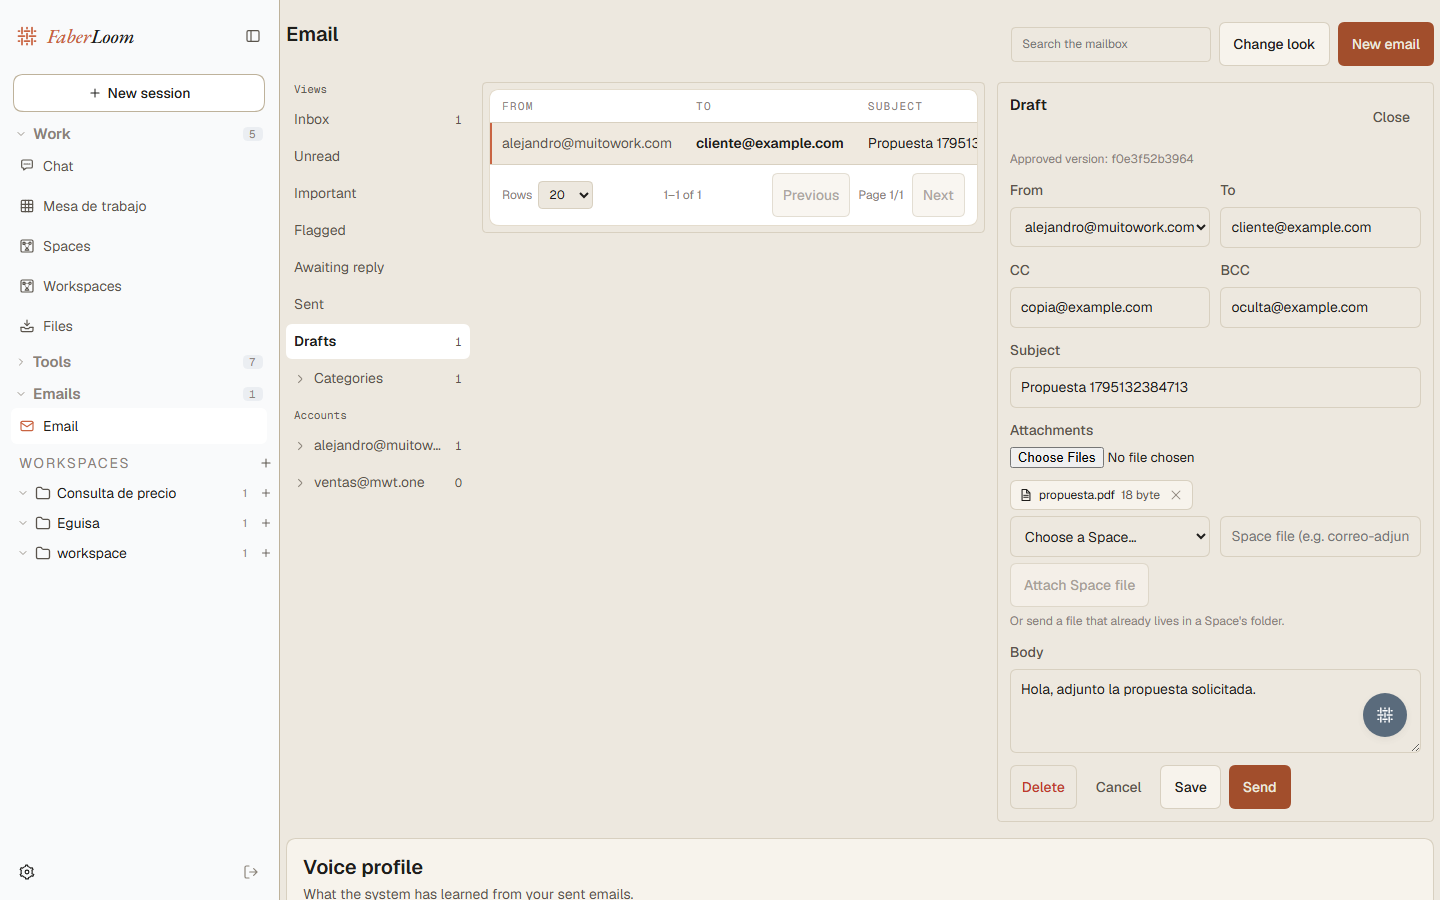 FaberLoom
+ New session
Work 5
Chat
Mesa de trabajo
Spaces
Workspaces
Files
Tools 7
Emails 1
Email
WORKSPACES +
Consulta de precio 1 +
Eguisa 1 +
workspace 1 +
Email
Search the mailbox
Change look
New email
Views
Inbox 1
Unread
Important
Flagged
Awaiting reply
Sent
Drafts 1
Categories 1
Accounts
alejandro@muitow... 1
ventas@mwt.one 0
FROM TO SUBJECT
alejandro@muitowork.com cliente@example.com Propuesta 179513
Rows 20 1–1 of 1 Previous Page 1/1 Next
Draft
Close
Approved version: f0e3f52b3964
From To
alejandro@muitowork.com cliente@example.com
CC BCC
copia@example.com oculta@example.com
Subject
Propuesta 1795132384713
Attachments
Choose Files No file chosen
propuesta.pdf 18 byte
Choose a Space... Space file (e.g. correo-adjun
Attach Space file
Or send a file that already lives in a Space's folder.
Body
Hola, adjunto la propuesta solicitada.
Delete Cancel Save Send
Voice profile
What the system has learned from your sent emails.